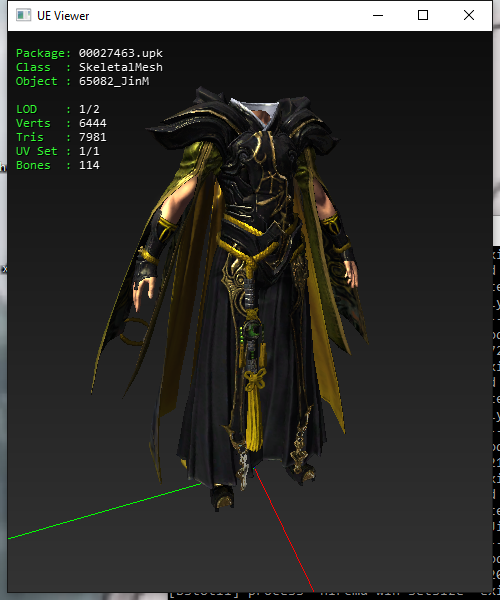 UE Viewer
Package: 00027463.upk
Class : SkeletalMesh
Object : 65082_JinM
LOD : 1/2
Verts : 6444
Tris : 7981
UV Set : 1/1
Bones : 114